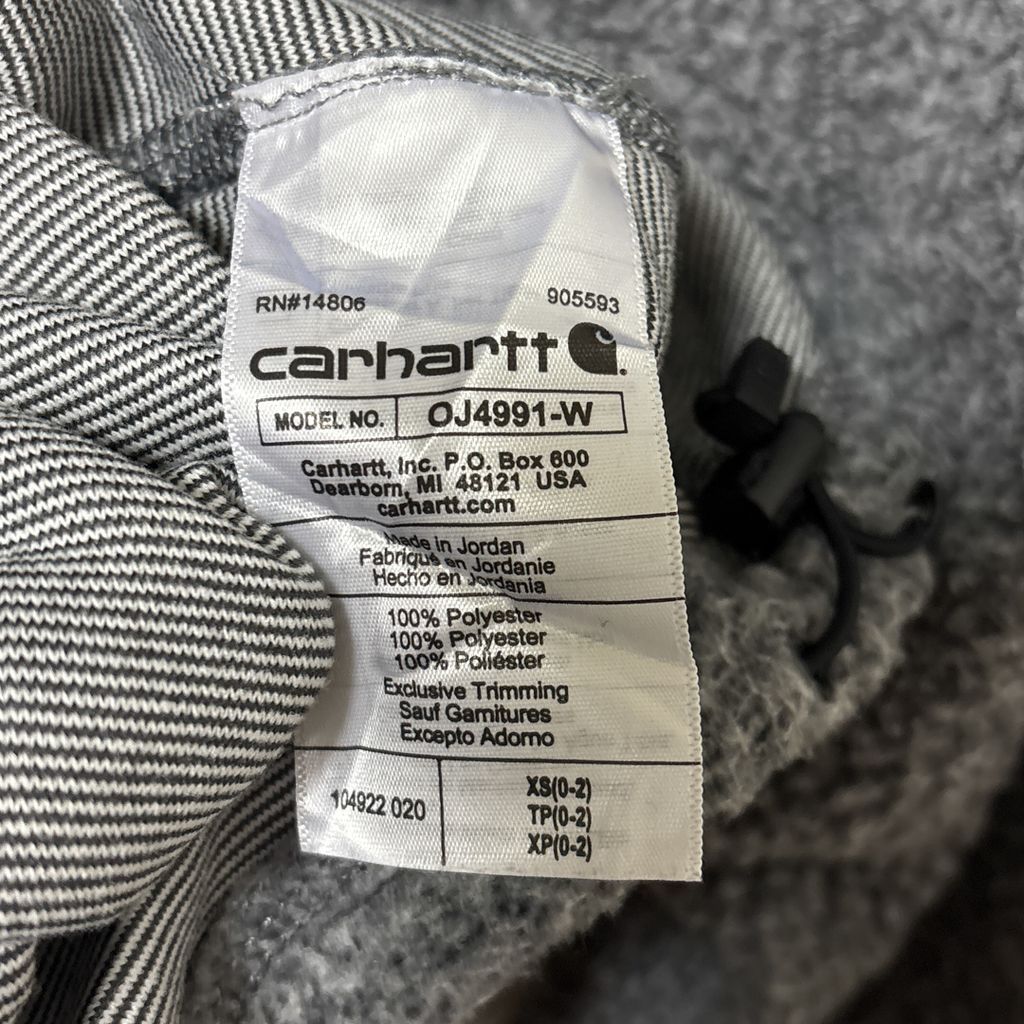 RN#14806 905593
carhartt
MODEL NO. OJ4991-W
Carhartt, Inc. P.O. Box 600
Dearborn, MI 48121 USA
carhartt.com
Made in Jordan
Fabriqué en Jordanie
Hecho en Jordania
100% Polyester
100% Polyester
100% Poliéster
Exclusive Trimming
Sauf Garnitures
Excepto Adorno
104922 020
XS(0-2)
TP(0-2)
XP(0-2)